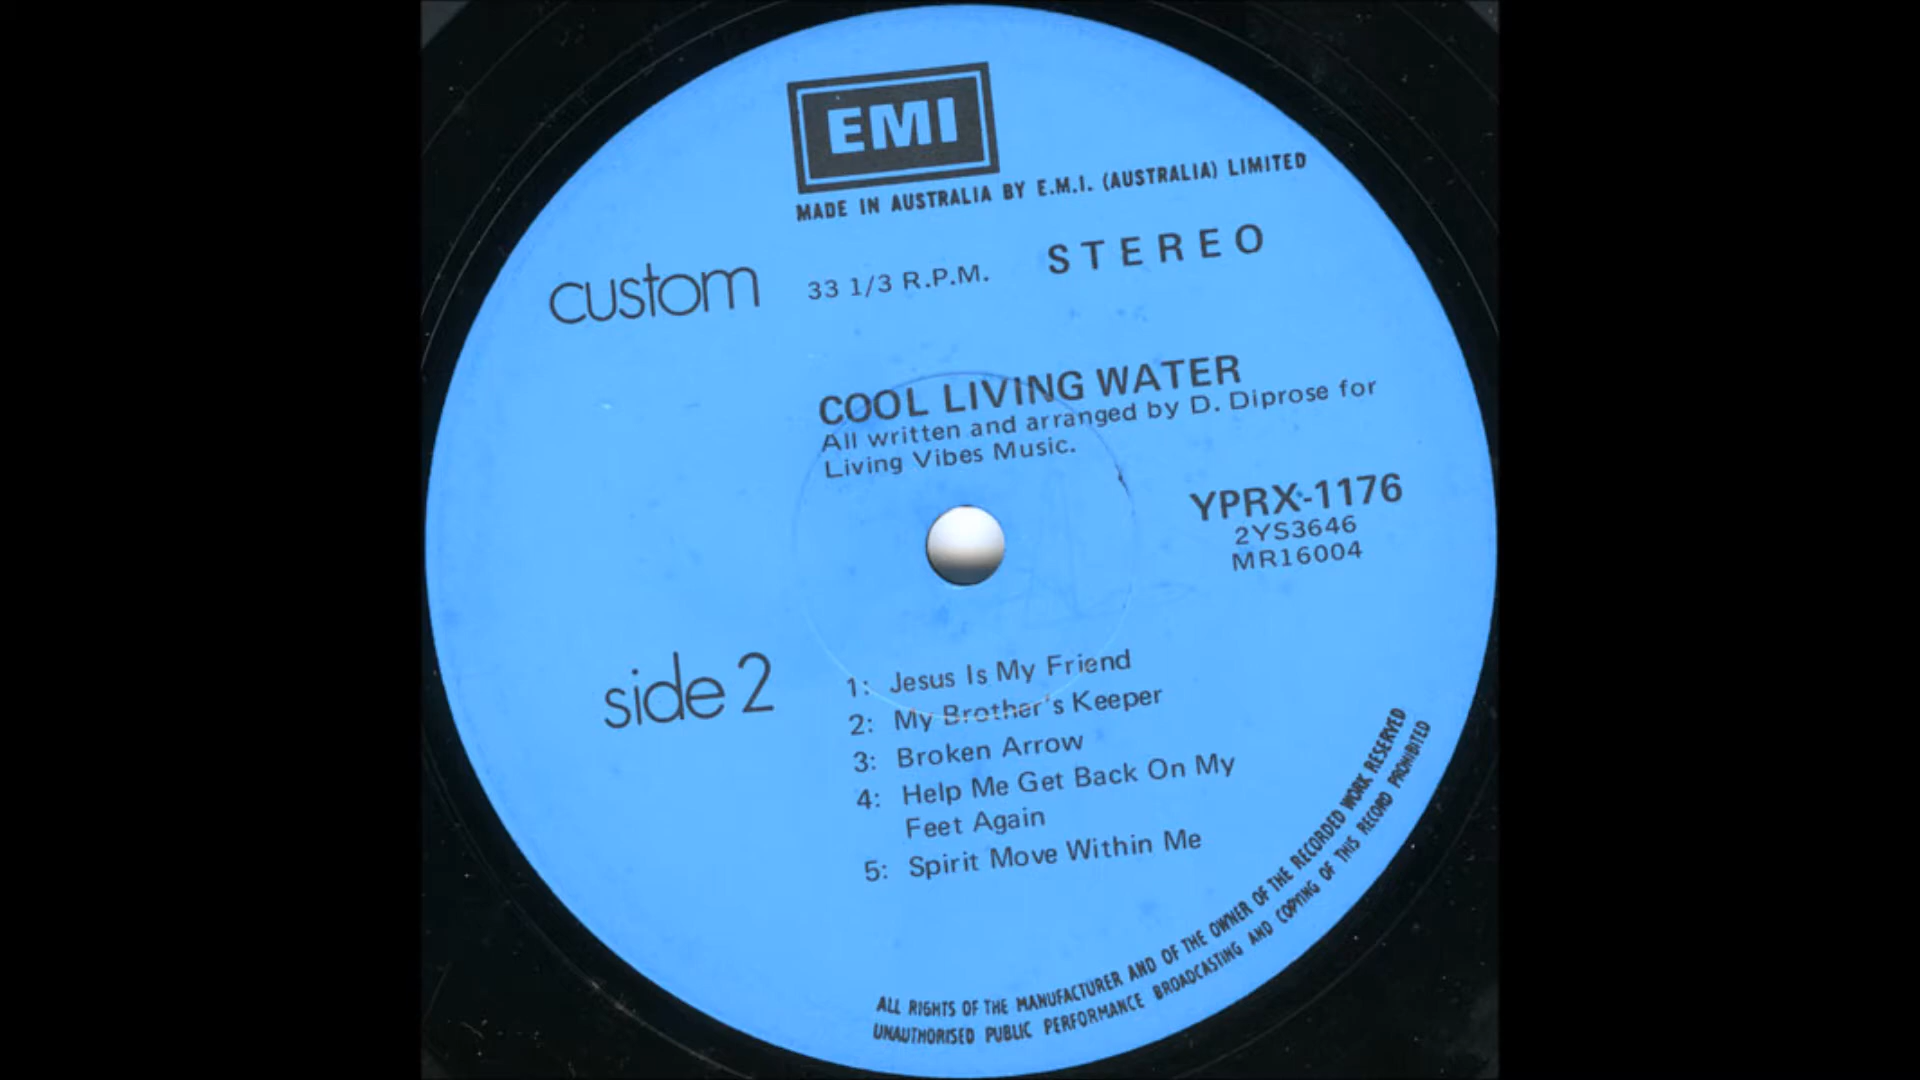 EMI
MADE IN AUSTRALIA BY E.M.I. (AUSTRALIA) LIMITED
custom 33 1/3 R.P.M. STEREO
COOL LIVING WATER
All written and arranged by D. Diprose for
Living Vibes Music.
YPRX-1176
2YS3646
MR16004
side 2
1: Jesus Is My Friend
2: My Brother's Keeper
3: Broken Arrow
4: Help Me Get Back On My
Feet Again
5: Spirit Move Within Me
ALL RIGHTS OF THE MANUFACTURER AND OF THE OWNER OF THE RECORDED WORK RESERVED
UNAUTHORISED PUBLIC PERFORMANCE BROADCASTING AND COPYING OF THIS RECORD PROHIBITED